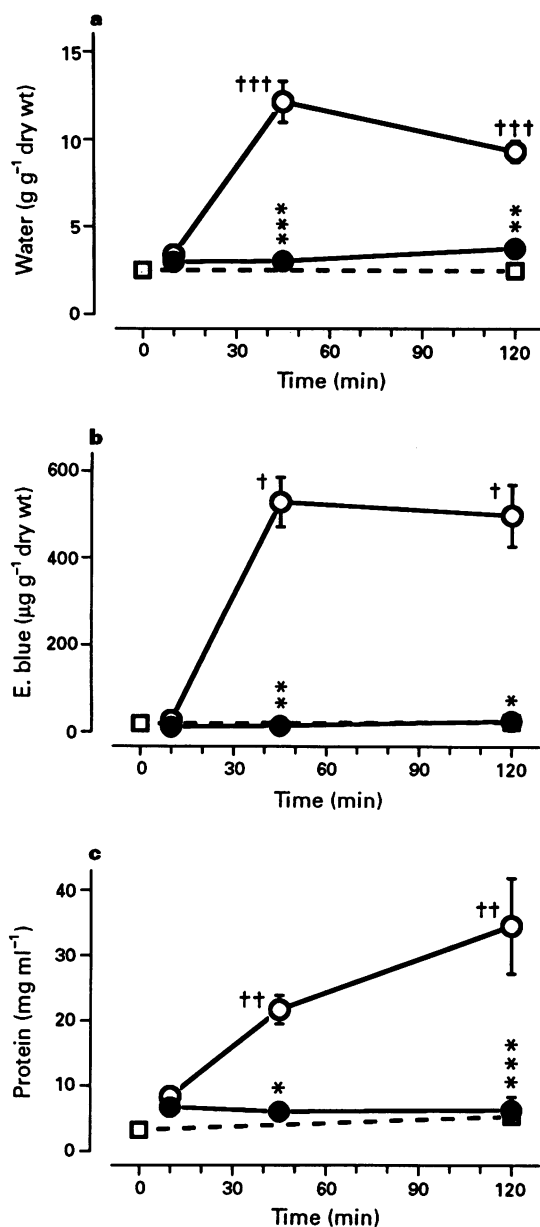 a
15
10
5
0
Water (g g⁻¹ dry wt)
†††
†††
***
**
0 30 60 90 120
Time (min)
b
600
400
200
0
E. blue (μg g⁻¹ dry wt)
†
†
**
*
0 30 60 90 120
Time (min)
c
40
30
20
10
0
Protein (mg ml⁻¹)
††
††
*
***
0 30 60 90 120
Time (min)